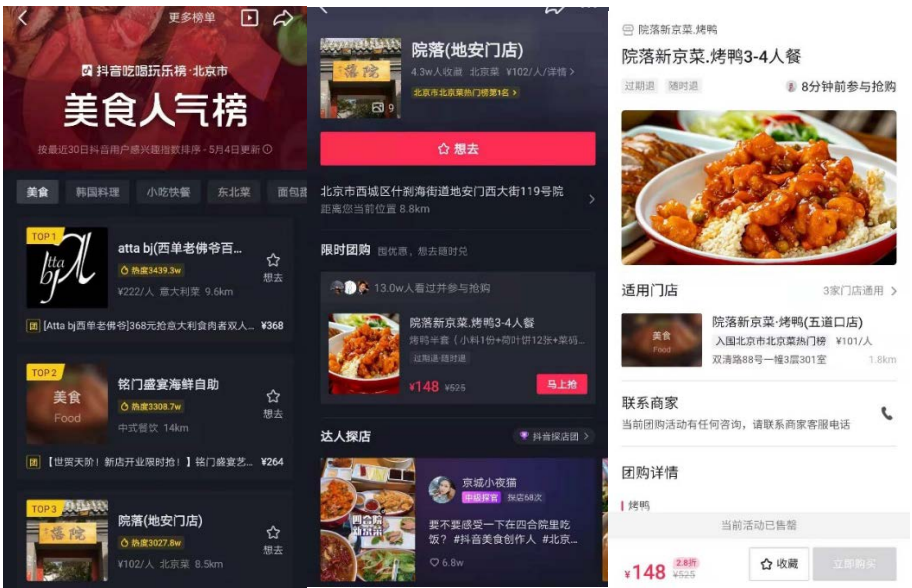 更多榜单
抖音吃喝玩乐榜·北京市
美食人气榜
按最近30日抖音用户感兴趣指数排序·5月4日更新
美食
韩国料理
小吃快餐
东北菜
面包甜
TOP 1
atta bj(西单老佛爷百...
热度3439.3w
¥222/人 意大利菜 9.6km
想去
团 [Atta bj西单老佛爷]368元抢意大利食肉者双人... ¥368
TOP 2
美食
Food
铭门盛宴海鲜自助
热度3308.7w
中式餐饮 14km
想去
团 【世贸天阶！新店开业限时抢！】铭门盛宴艺... ¥264
TOP 3
院落(地安门店)
热度3027.8w
¥102/人 北京菜 8.5km
想去
院落(地安门店)
4.3w人收藏 北京菜 ¥102/人/详情
北京市北京菜热门榜第1名
9
想去
北京市西城区什刹海街道地安门西大街119号院
距离您当前位置 8.8km
限时团购 囤优惠，想去随时兑
13.0w人看过并参与抢购
院落新京菜.烤鸭3-4人餐
烤鸭半套（小料1份+荷叶饼12张+菜码...
过期退·随时退
¥148 ¥525
马上抢
达人探店
抖音探店团
京城小夜猫
中级探官 探店68次
四合院
新京菜
要不要感受一下在四合院里吃
饭？#抖音美食创作人 #北京...
6.8w
院落新京菜.烤鸭
院落新京菜.烤鸭3-4人餐
过期退 随时退
8分钟前参与抢购
适用门店
3家门店通用
美食
Food
院落新京菜·烤鸭(五道口店)
入围北京市北京菜热门榜 ¥101/人
双清路88号一幢3层301室 1.8km
联系商家
当前团购活动有任何咨询，请联系商家客服电话
团购详情
烤鸭
当前活动已售罄
¥148 2.8折
¥525
收藏
立即购买